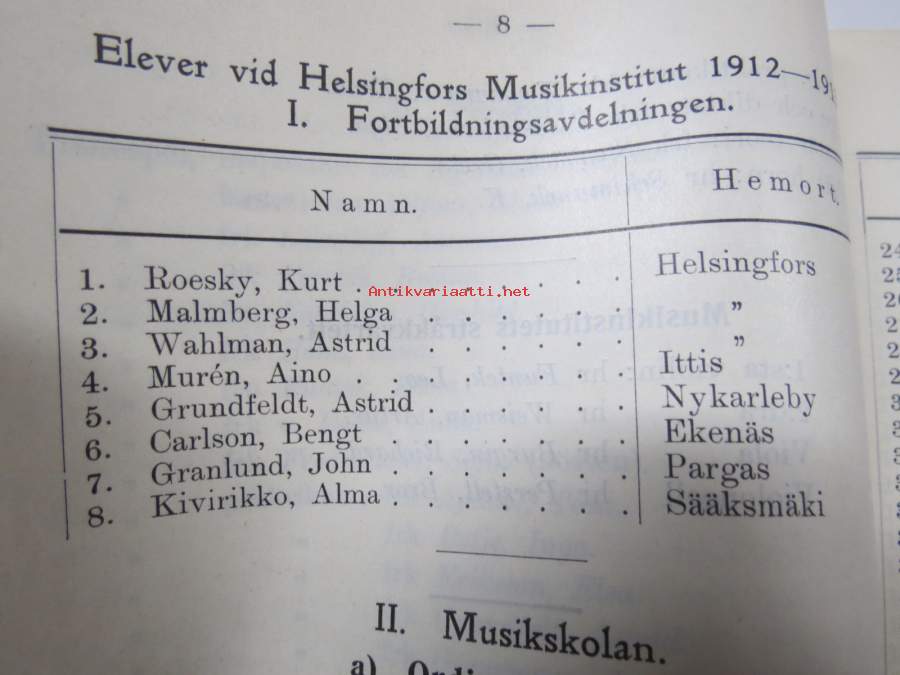 — 8 —
Elever vid Helsingfors Musikinstitut 1912—191
I. Fortbildningsavdelningen.
Namn. Hemort.
1. Roesky, Kurt . . . . . . . . Helsingfors
2. Malmberg, Helga . . . . . . ”
3. Wahlman, Astrid . . . . . . ”
4. Murén, Aino . . . . . . . . Ittis
5. Grundfeldt, Astrid . . . . . Nykarleby
6. Carlson, Bengt . . . . . . . Ekenäs
7. Granlund, John . . . . . . . Pargas
8. Kivirikko, Alma . . . . . . . Sääksmäki
II. Musikskolan.
a)
Antikvariaatti.net